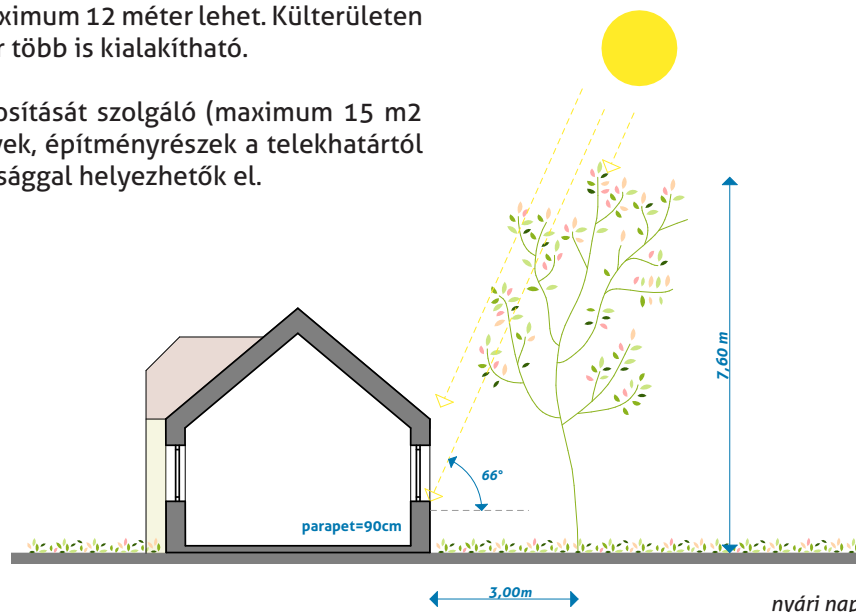 ximum 12 méter lehet. Külterületen
r több is kialakítható.
osítását szolgáló (maximum 15 m2
yek, építményrészek a telekhatártól
sággal helyezhetők el.
7,60 m
66°
parapet=90cm
3,00m
nyári nap